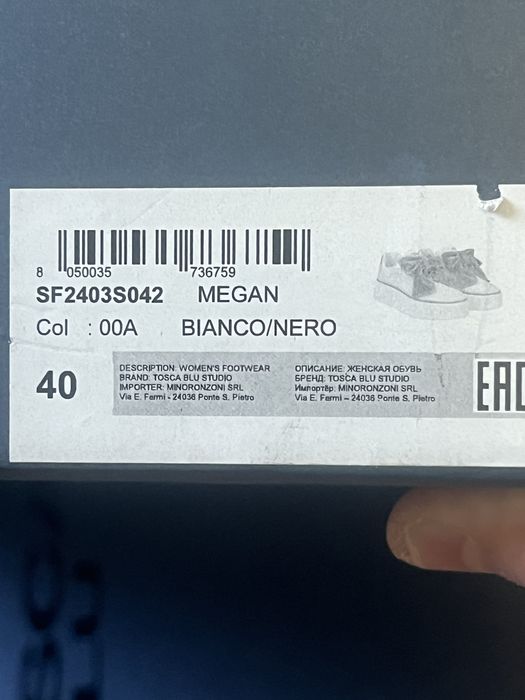 8 050035 736759
SF2403S042 MEGAN
Col : 00A BIANCO/NERO
40
DESCRIPTION: WOMEN'S FOOTWEAR
BRAND: TOSCA BLU STUDIO
IMPORTER: MINORONZONI SRL
Via E. Fermi - 24036 Ponte S. Pietro
ОПИСАНИЕ: ЖЕНСКАЯ ОБУВЬ
БРЕНД: TOSCA BLU STUDIO
Импортёр: MINORONZONI SRL
Via E. Fermi – 24036 Ponte S. Pietro
EAC